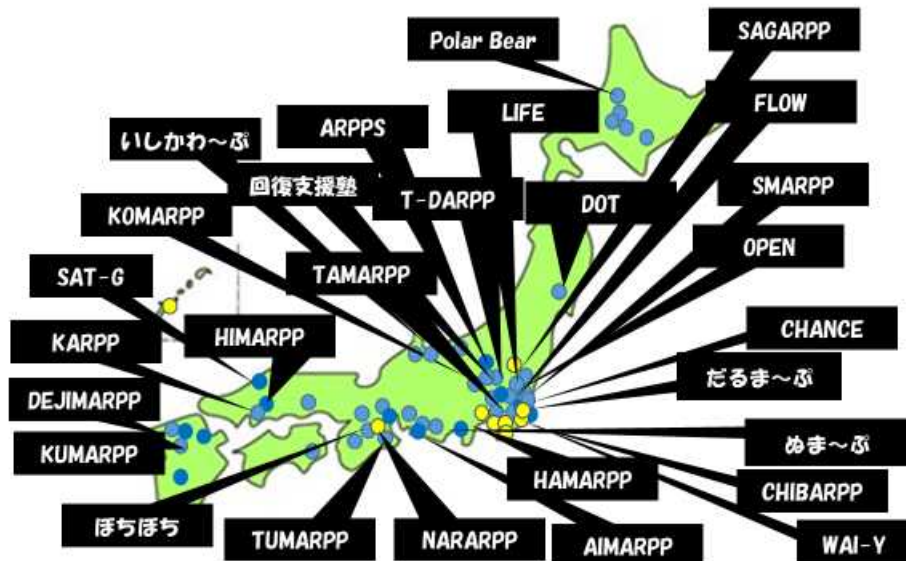 SAGARPP
Polar Bear
LIFE
FLOW
ARPPS
いしかわ～ぷ
回復支援塾
T-DARPP
DOT
SMARPP
KOMARPP
OPEN
TAMARPP
SAT-G
CHANCE
HIMARPP
KARPP
だるま～ぷ
DEJIMARPP
KUMARPP
ぬま～ぷ
HAMARPP
CHIBARPP
ぼちぼち
TUMARPP
NARARPP
AIMARPP
WAI-Y